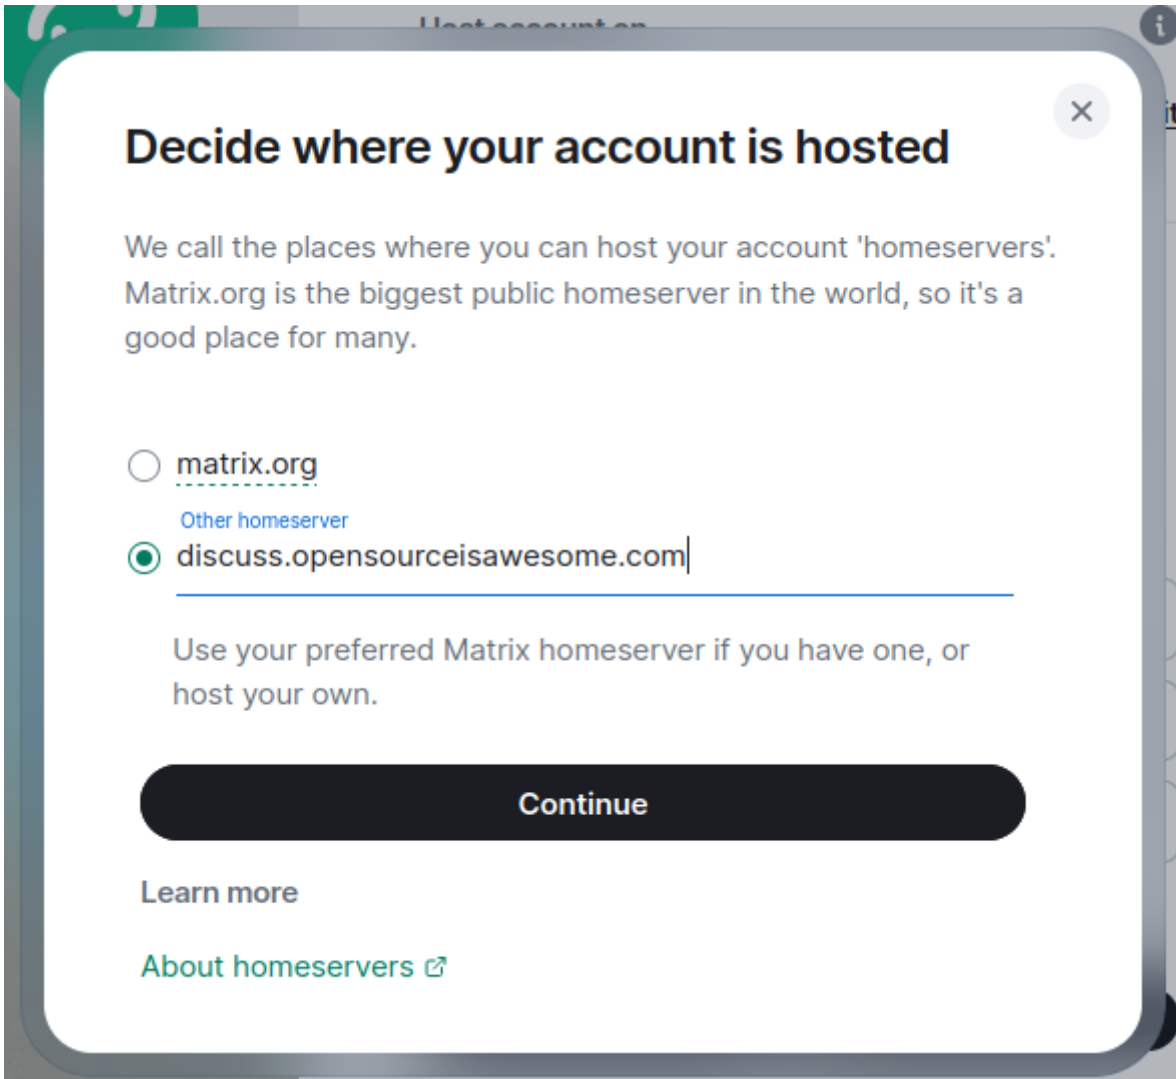 Host account on
Decide where your account is hosted
We call the places where you can host your account 'homeservers'.
Matrix.org is the biggest public homeserver in the world, so it's a
good place for many.
matrix.org
Other homeserver
discuss.opensourceisawesome.com
Use your preferred Matrix homeserver if you have one, or
host your own.
Continue
Learn more
About homeservers